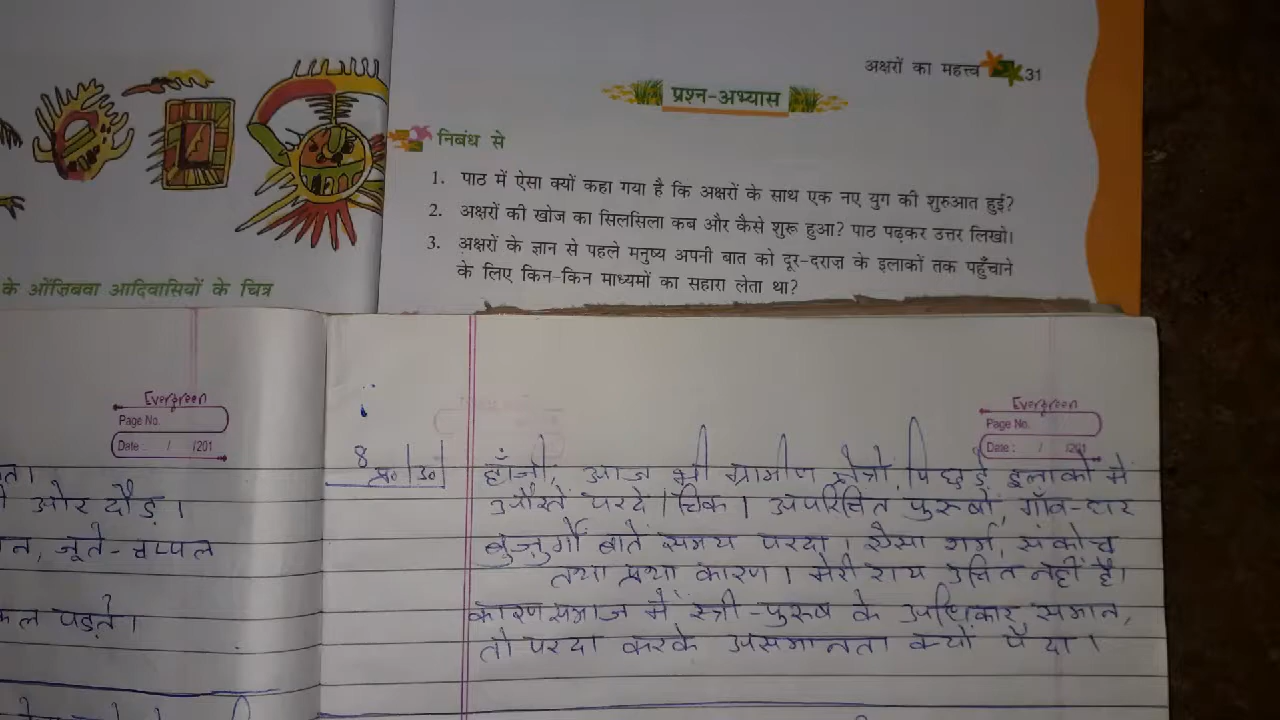 अक्षरों का महत्त्व 31
प्रश्न-अभ्यास
निबंध से
1. पाठ में ऐसा क्यों कहा गया है कि अक्षरों के साथ एक नए युग की शुरुआत हुई?
2. अक्षरों की खोज का सिलसिला कब और कैसे शुरू हुआ? पाठ पढ़कर उत्तर लिखो।
3. अक्षरों के ज्ञान से पहले मनुष्य अपनी बात को दूर-दराज़ के इलाकों तक पहुँचाने
के लिए किन-किन माध्यमों का सहारा लेता था?
के ओज़िबवा आदिवासियों के चित्र
Evergreen
Page No.
Date : / /201
और दौड़।
जूते-चप्पल
पड़ते।
Evergreen
Page No.
Date : / /201
8 प्र०।उ०। हाँजी, आज भी ग्रामीण क्षेत्रों, पिछड़े इलाकों में
औरतें परदे। चिक। अपरिचित पुरुषों, गाँव-घर
बुज़ुर्गों बातें समय परदा। ऐसा शर्म, संकोच
तथा प्रथा कारण। मेरी राय उचित नहीं है।
कारण समाज में स्त्री-पुरुष के अधिकार समान,
तो परदा करके असमानता क्यों पैदा।